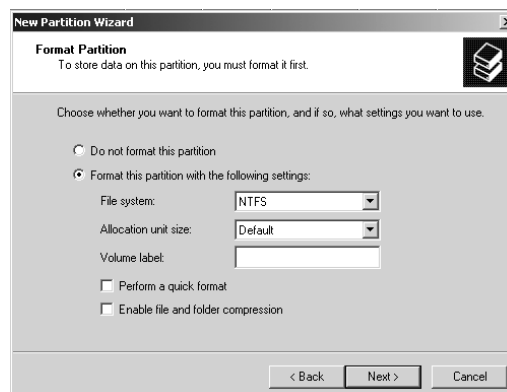 New Partition Wizard
Format Partition
To store data on this partition, you must format it first.
Choose whether you want to format this partition, and if so, what settings you want to use.
Do not format this partition
Format this partition with the following settings:
File system: NTFS
Allocation unit size: Default
Volume label:
Perform a quick format
Enable file and folder compression
< Back Next > Cancel